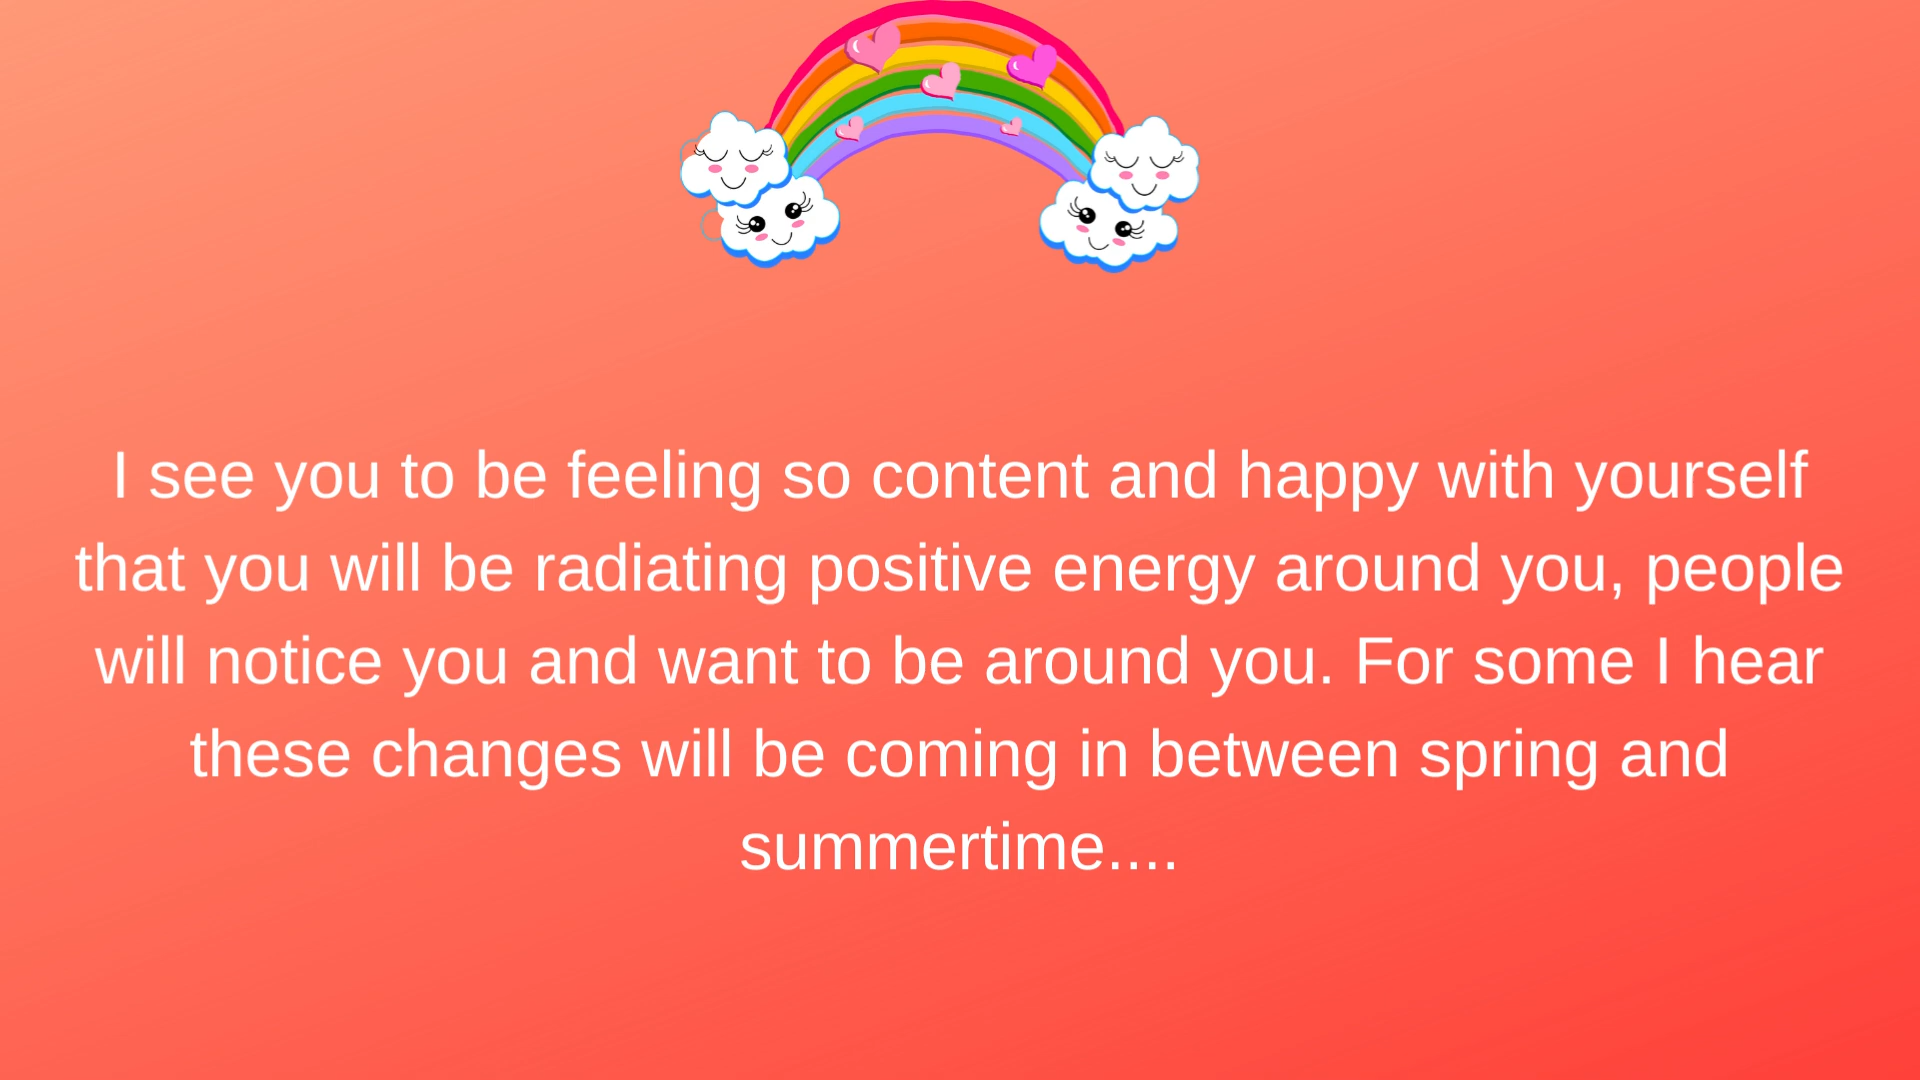 I see you to be feeling so content and happy with yourself
that you will be radiating positive energy around you, people
will notice you and want to be around you. For some I hear
these changes will be coming in between spring and
summertime....